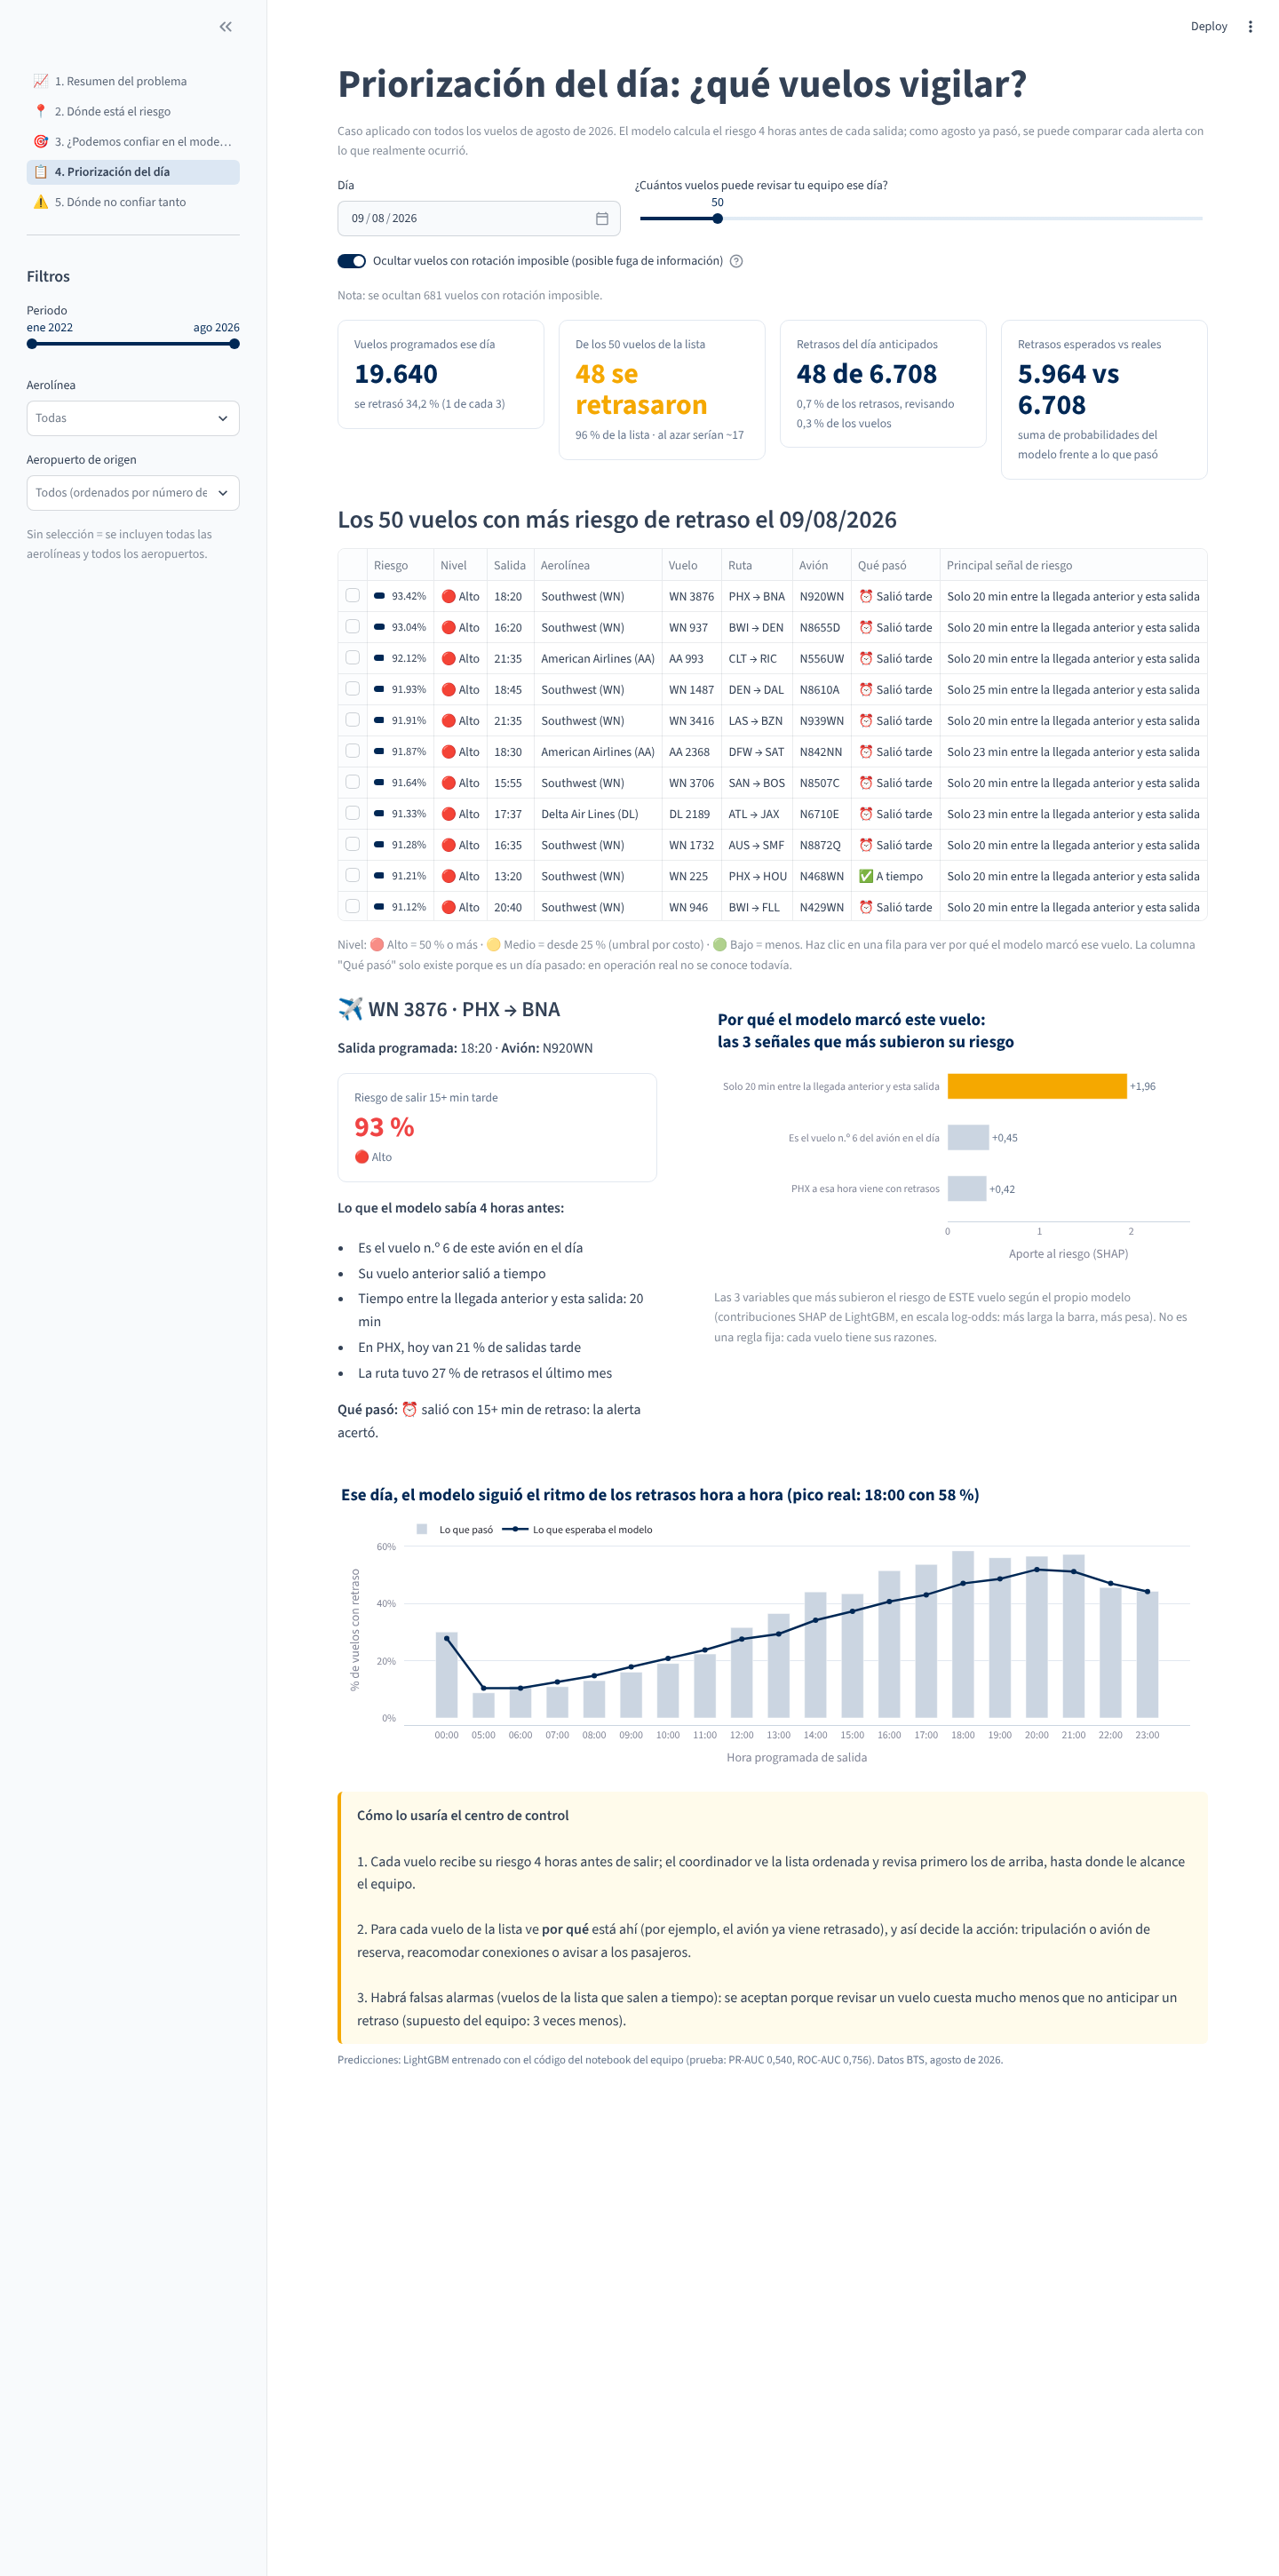 Deploy
📈 1. Resumen del problema
📍 2. Dónde está el riesgo
🎯 3. ¿Podemos confiar en el mode…
📋 4. Priorización del día
⚠️ 5. Dónde no confiar tanto
Filtros
Periodo
ene 2022 ago 2026
Aerolínea
Todas
Aeropuerto de origen
Todos (ordenados por número de
Sin selección = se incluyen todas las
aerolíneas y todos los aeropuertos.
Priorización del día: ¿qué vuelos vigilar?
Caso aplicado con todos los vuelos de agosto de 2026. El modelo calcula el riesgo 4 horas antes de cada salida; como agosto ya pasó, se puede comparar cada alerta con
lo que realmente ocurrió.
Día
09 / 08 / 2026
¿Cuántos vuelos puede revisar tu equipo ese día?
50
Ocultar vuelos con rotación imposible (posible fuga de información)
Nota: se ocultan 681 vuelos con rotación imposible.
Vuelos programados ese día
19.640
se retrasó 34,2 % (1 de cada 3)
De los 50 vuelos de la lista
48 se
retrasaron
96 % de la lista · al azar serían ~17
Retrasos del día anticipados
48 de 6.708
0,7 % de los retrasos, revisando
0,3 % de los vuelos
Retrasos esperados vs reales
5.964 vs
6.708
suma de probabilidades del
modelo frente a lo que pasó
Los 50 vuelos con más riesgo de retraso el 09/08/2026
Riesgo Nivel Salida Aerolínea Vuelo Ruta Avión Qué pasó Principal señal de riesgo
93.42% 🔴 Alto 18:20 Southwest (WN) WN 3876 PHX → BNA N920WN ⏰ Salió tarde Solo 20 min entre la llegada anterior y esta salida
93.04% 🔴 Alto 16:20 Southwest (WN) WN 937 BWI → DEN N8655D ⏰ Salió tarde Solo 20 min entre la llegada anterior y esta salida
92.12% 🔴 Alto 21:35 American Airlines (AA) AA 993 CLT → RIC N556UW ⏰ Salió tarde Solo 20 min entre la llegada anterior y esta salida
91.93% 🔴 Alto 18:45 Southwest (WN) WN 1487 DEN → DAL N8610A ⏰ Salió tarde Solo 25 min entre la llegada anterior y esta salida
91.91% 🔴 Alto 21:35 Southwest (WN) WN 3416 LAS → BZN N939WN ⏰ Salió tarde Solo 20 min entre la llegada anterior y esta salida
91.87% 🔴 Alto 18:30 American Airlines (AA) AA 2368 DFW → SAT N842NN ⏰ Salió tarde Solo 23 min entre la llegada anterior y esta salida
91.64% 🔴 Alto 15:55 Southwest (WN) WN 3706 SAN → BOS N8507C ⏰ Salió tarde Solo 20 min entre la llegada anterior y esta salida
91.33% 🔴 Alto 17:37 Delta Air Lines (DL) DL 2189 ATL → JAX N6710E ⏰ Salió tarde Solo 23 min entre la llegada anterior y esta salida
91.28% 🔴 Alto 16:35 Southwest (WN) WN 1732 AUS → SMF N8872Q ⏰ Salió tarde Solo 20 min entre la llegada anterior y esta salida
91.21% 🔴 Alto 13:20 Southwest (WN) WN 225 PHX → HOU N468WN ✅ A tiempo Solo 20 min entre la llegada anterior y esta salida
91.12% 🔴 Alto 20:40 Southwest (WN) WN 946 BWI → FLL N429WN ⏰ Salió tarde Solo 20 min entre la llegada anterior y esta salida
Nivel: 🔴 Alto = 50 % o más · 🟡 Medio = desde 25 % (umbral por costo) · 🟢 Bajo = menos. Haz clic en una fila para ver por qué el modelo marcó ese vuelo. La columna
"Qué pasó" solo existe porque es un día pasado: en operación real no se conoce todavía.
✈️ WN 3876 · PHX → BNA
Salida programada: 18:20 · Avión: N920WN
Riesgo de salir 15+ min tarde
93 %
🔴 Alto
Lo que el modelo sabía 4 horas antes:
• Es el vuelo n.º 6 de este avión en el día
• Su vuelo anterior salió a tiempo
• Tiempo entre la llegada anterior y esta salida: 20
min
• En PHX, hoy van 21 % de salidas tarde
• La ruta tuvo 27 % de retrasos el último mes
Qué pasó: ⏰ salió con 15+ min de retraso: la alerta
acertó.
Por qué el modelo marcó este vuelo:
las 3 señales que más subieron su riesgo
Solo 20 min entre la llegada anterior y esta salida +1,96
Es el vuelo n.º 6 del avión en el día +0,45
PHX a esa hora viene con retrasos +0,42
0 1 2
Aporte al riesgo (SHAP)
Las 3 variables que más subieron el riesgo de ESTE vuelo según el propio modelo
(contribuciones SHAP de LightGBM, en escala log-odds: más larga la barra, más pesa). No es
una regla fija: cada vuelo tiene sus razones.
Ese día, el modelo siguió el ritmo de los retrasos hora a hora (pico real: 18:00 con 58 %)
Lo que pasó Lo que esperaba el modelo
% de vuelos con retraso
60%
40%
20%
0%
00:00 05:00 06:00 07:00 08:00 09:00 10:00 11:00 12:00 13:00 14:00 15:00 16:00 17:00 18:00 19:00 20:00 21:00 22:00 23:00
Hora programada de salida
Cómo lo usaría el centro de control
1. Cada vuelo recibe su riesgo 4 horas antes de salir; el coordinador ve la lista ordenada y revisa primero los de arriba, hasta donde le alcance
el equipo.
2. Para cada vuelo de la lista ve por qué está ahí (por ejemplo, el avión ya viene retrasado), y así decide la acción: tripulación o avión de
reserva, reacomodar conexiones o avisar a los pasajeros.
3. Habrá falsas alarmas (vuelos de la lista que salen a tiempo): se aceptan porque revisar un vuelo cuesta mucho menos que no anticipar un
retraso (supuesto del equipo: 3 veces menos).
Predicciones: LightGBM entrenado con el código del notebook del equipo (prueba: PR-AUC 0,540, ROC-AUC 0,756). Datos BTS, agosto de 2026.